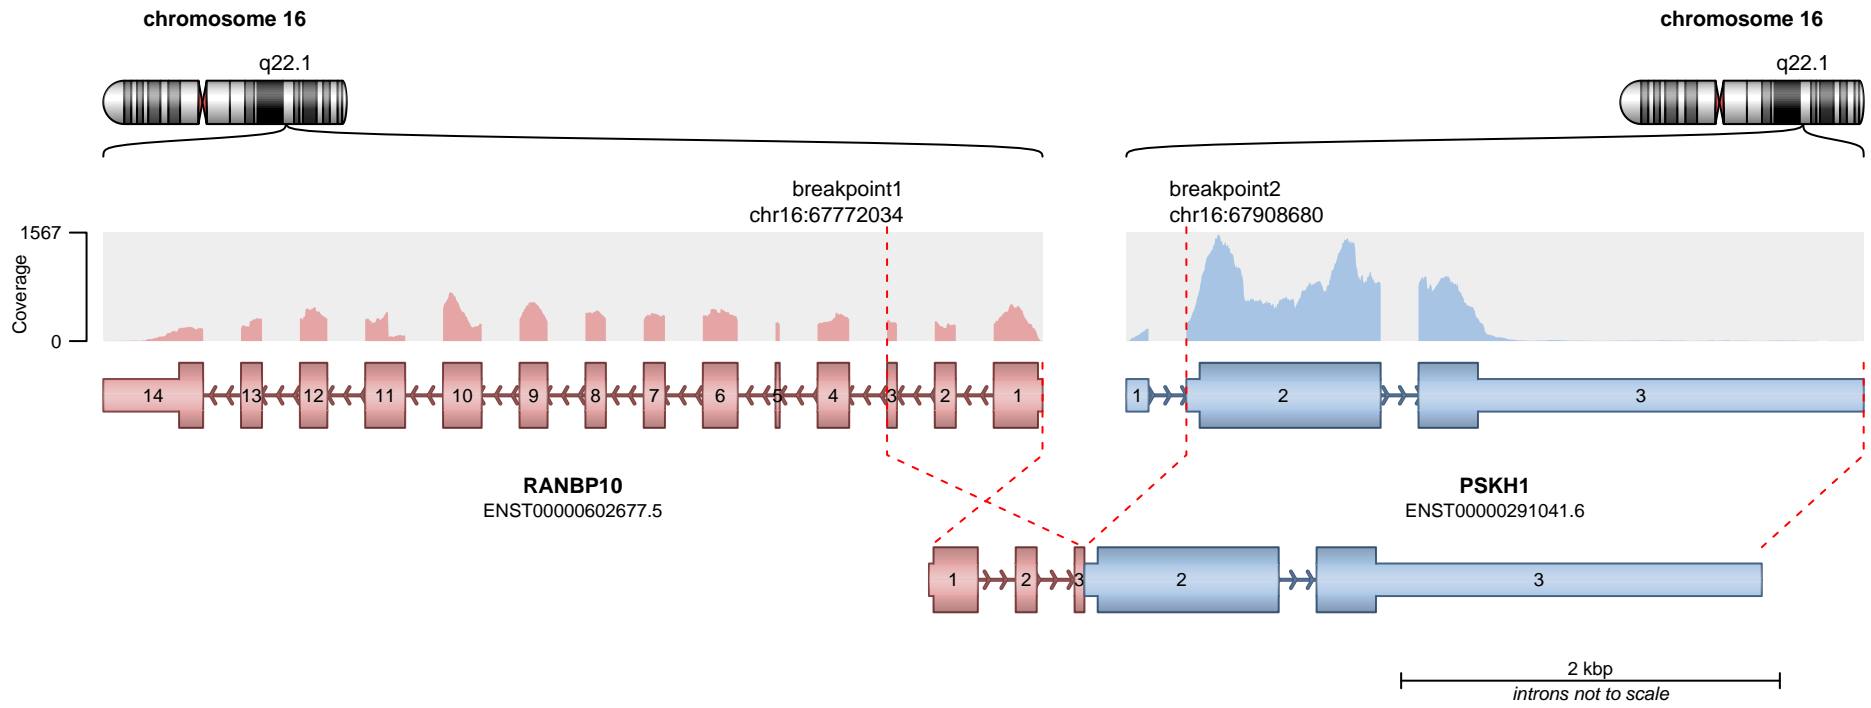 chromosome 16
chromosome 16
q22.1
q22.1
breakpoint1
chr16:67772034
breakpoint2
chr16:67908680
1567
Coverage
0
14
13
12
11
10
9
8
7
6
5
4
3
2
1
1
2
3
RANBP10
ENST00000602677.5
PSKH1
ENST00000291041.6
1
2
3
2
3
2 kbp
introns not to scale